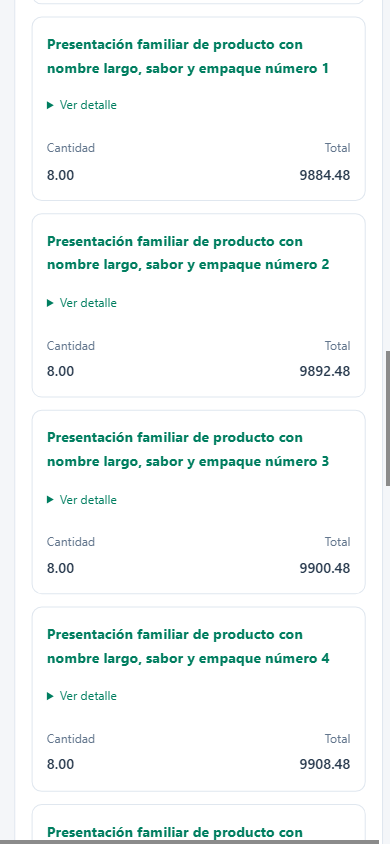 Presentación familiar de producto con
nombre largo, sabor y empaque número 1
▶ Ver detalle
Cantidad Total
8.00 9884.48
Presentación familiar de producto con
nombre largo, sabor y empaque número 2
▶ Ver detalle
Cantidad Total
8.00 9892.48
Presentación familiar de producto con
nombre largo, sabor y empaque número 3
▶ Ver detalle
Cantidad Total
8.00 9900.48
Presentación familiar de producto con
nombre largo, sabor y empaque número 4
▶ Ver detalle
Cantidad Total
8.00 9908.48
Presentación familiar de producto con